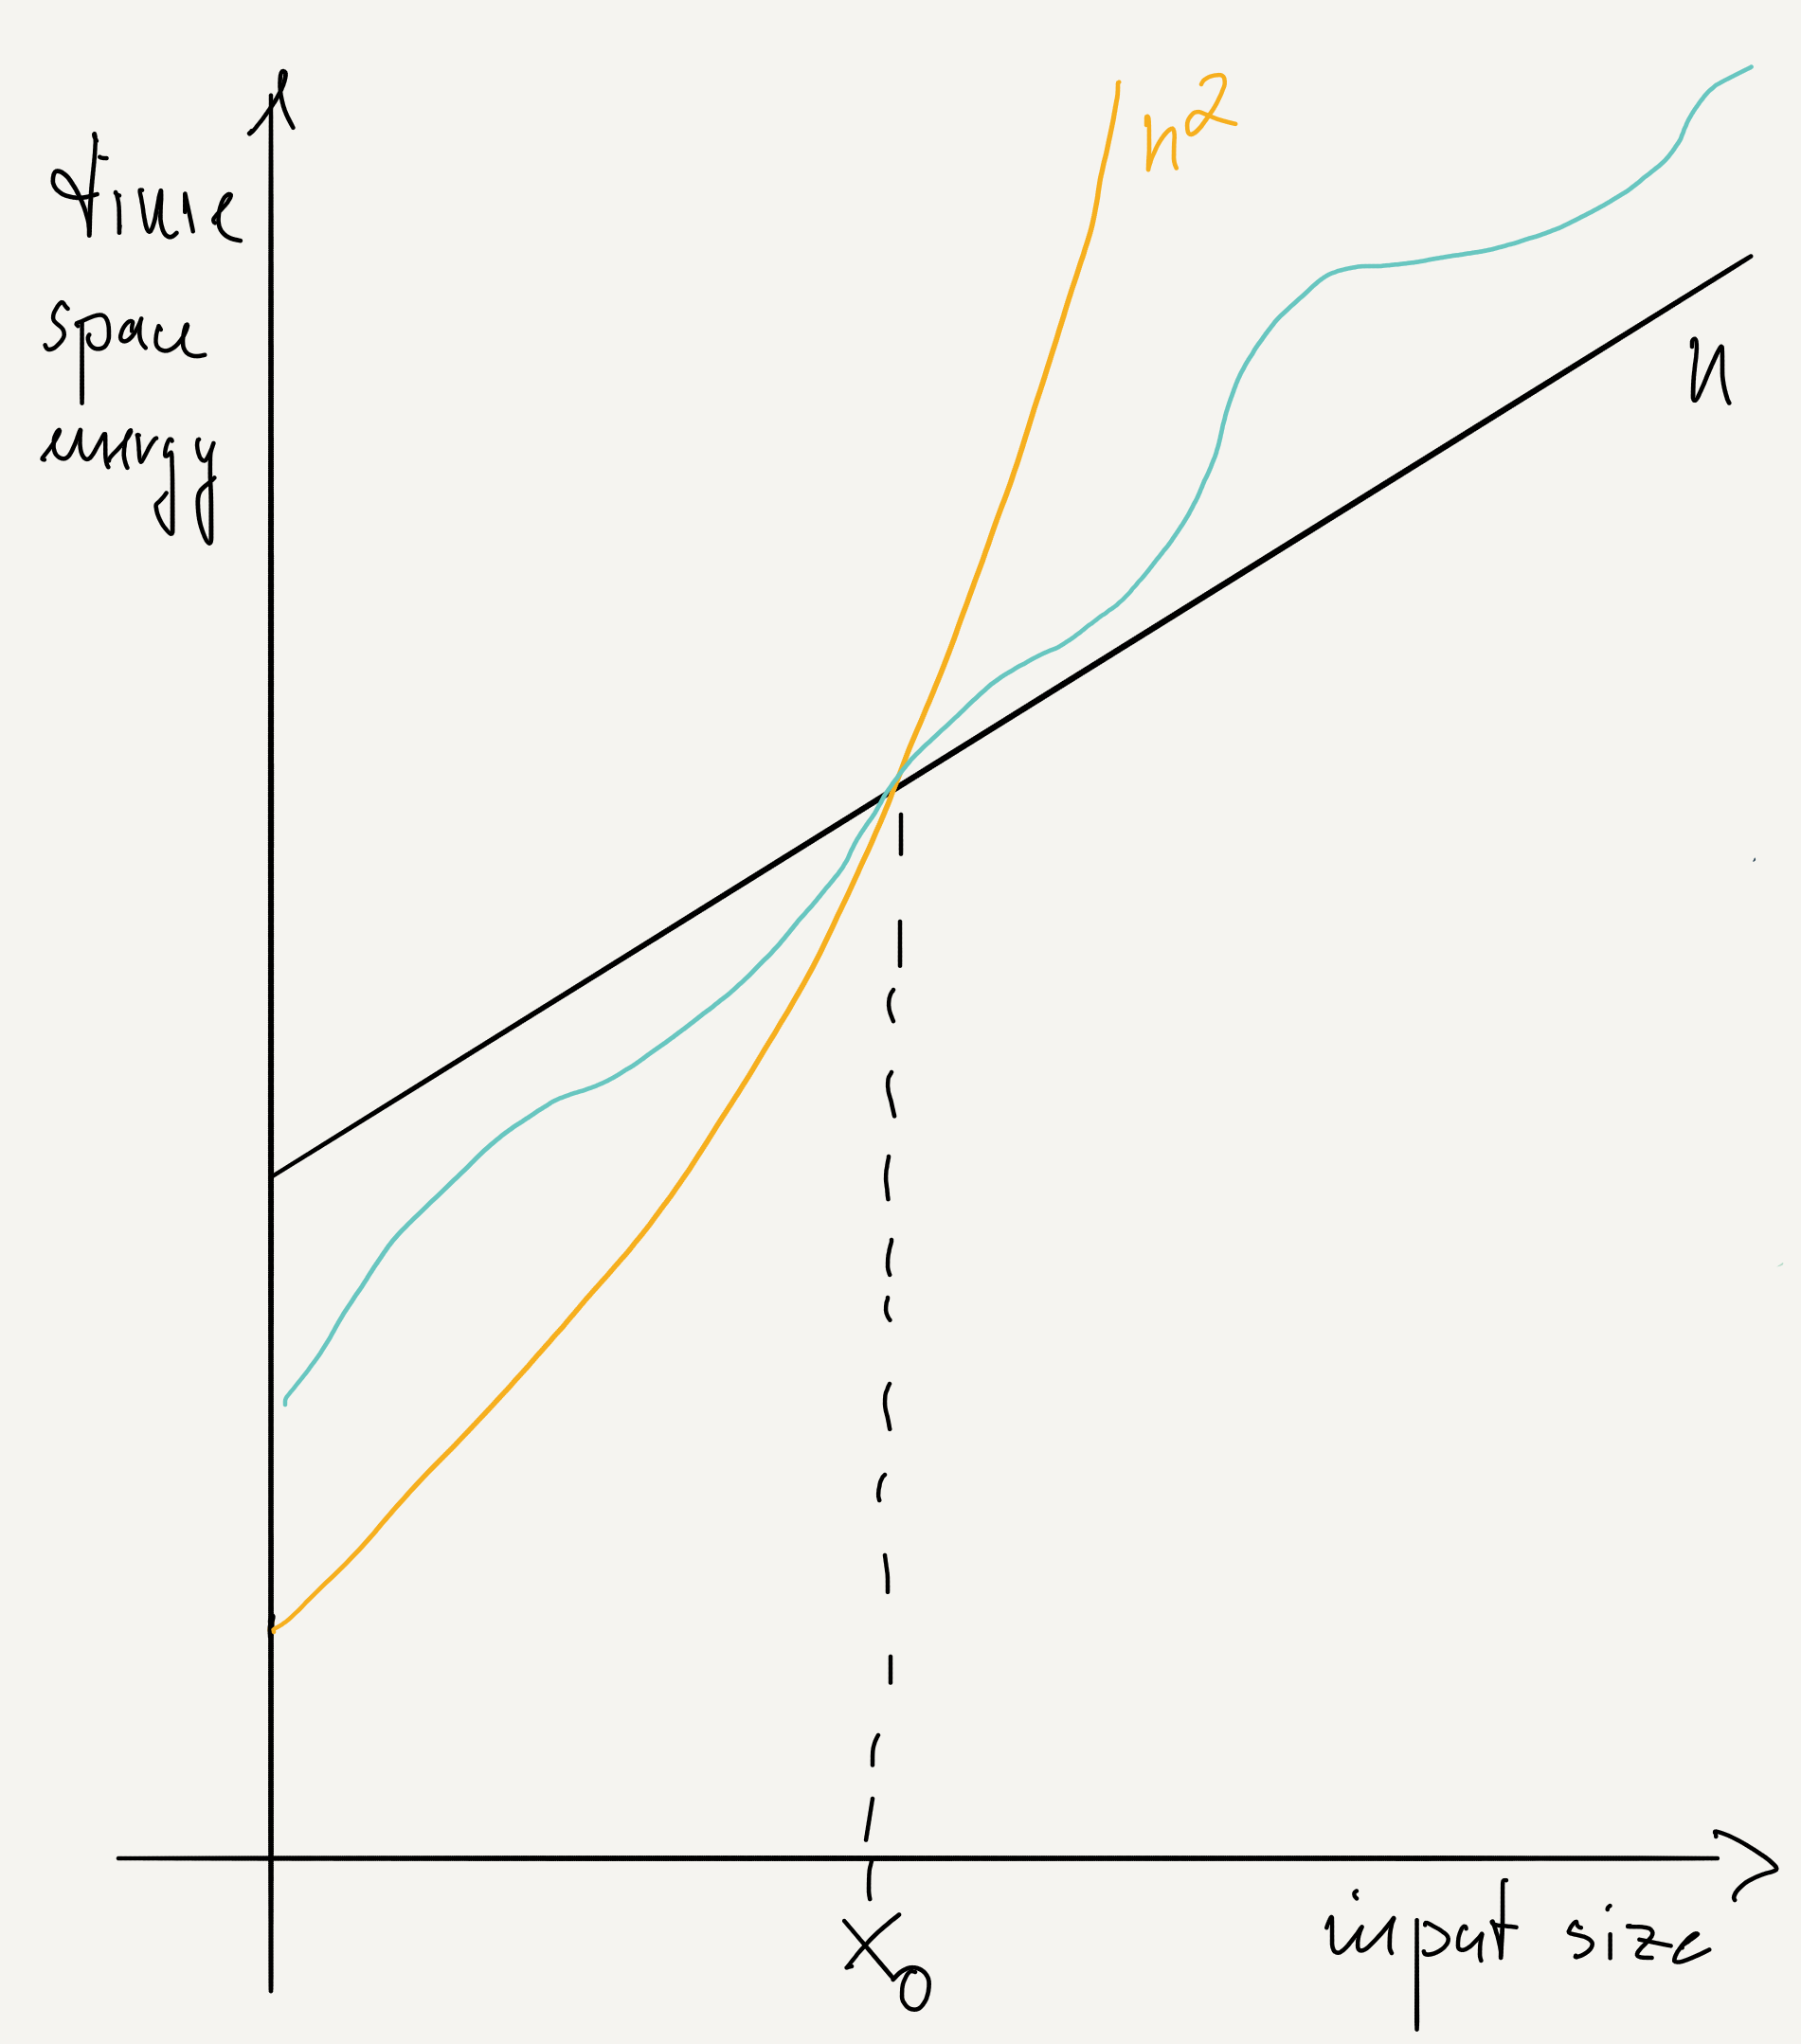 time
space
energy
n²
n
x₀
input size